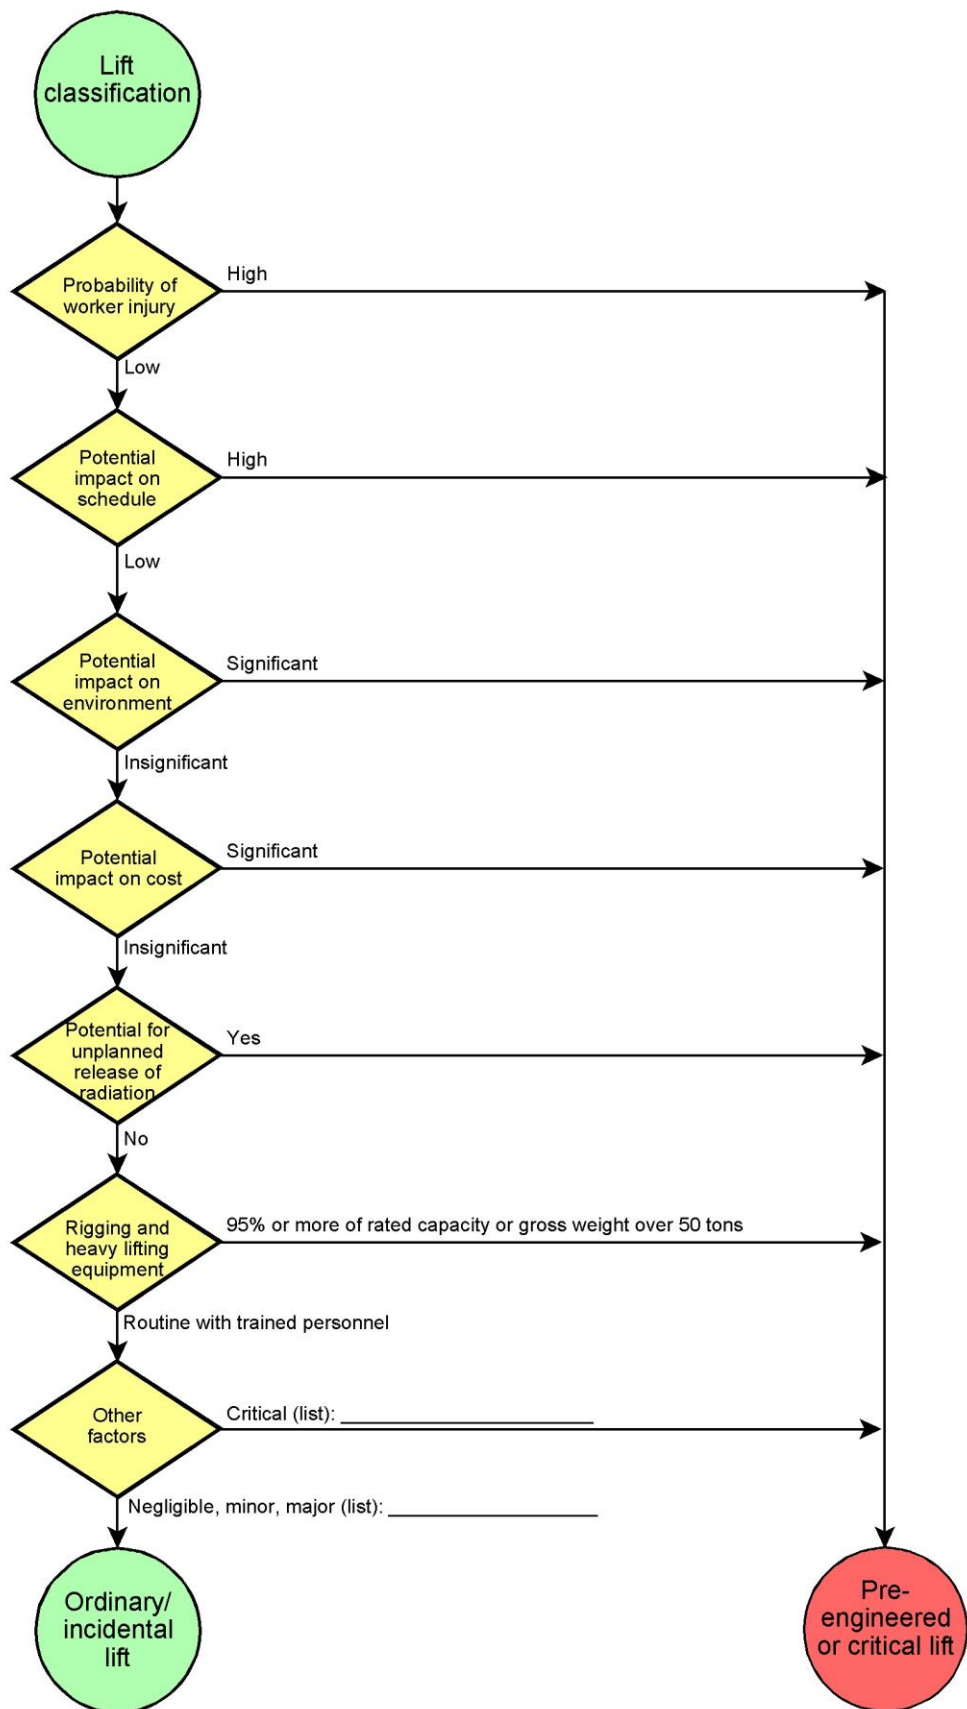 Lift
classification
Probability of
worker injury
High
Low
Potential
impact on
schedule
High
Low
Potential
impact on
environment
Significant
Insignificant
Potential
impact on cost
Significant
Insignificant
Potential for
unplanned
release of
radiation
Yes
No
Rigging and
heavy lifting
equipment
95% or more of rated capacity or gross weight over 50 tons
Routine with trained personnel
Other
factors
Critical (list): ______________________
Negligible, minor, major (list): __________________
Ordinary/
incidental
lift
Pre-
engineered
or critical lift